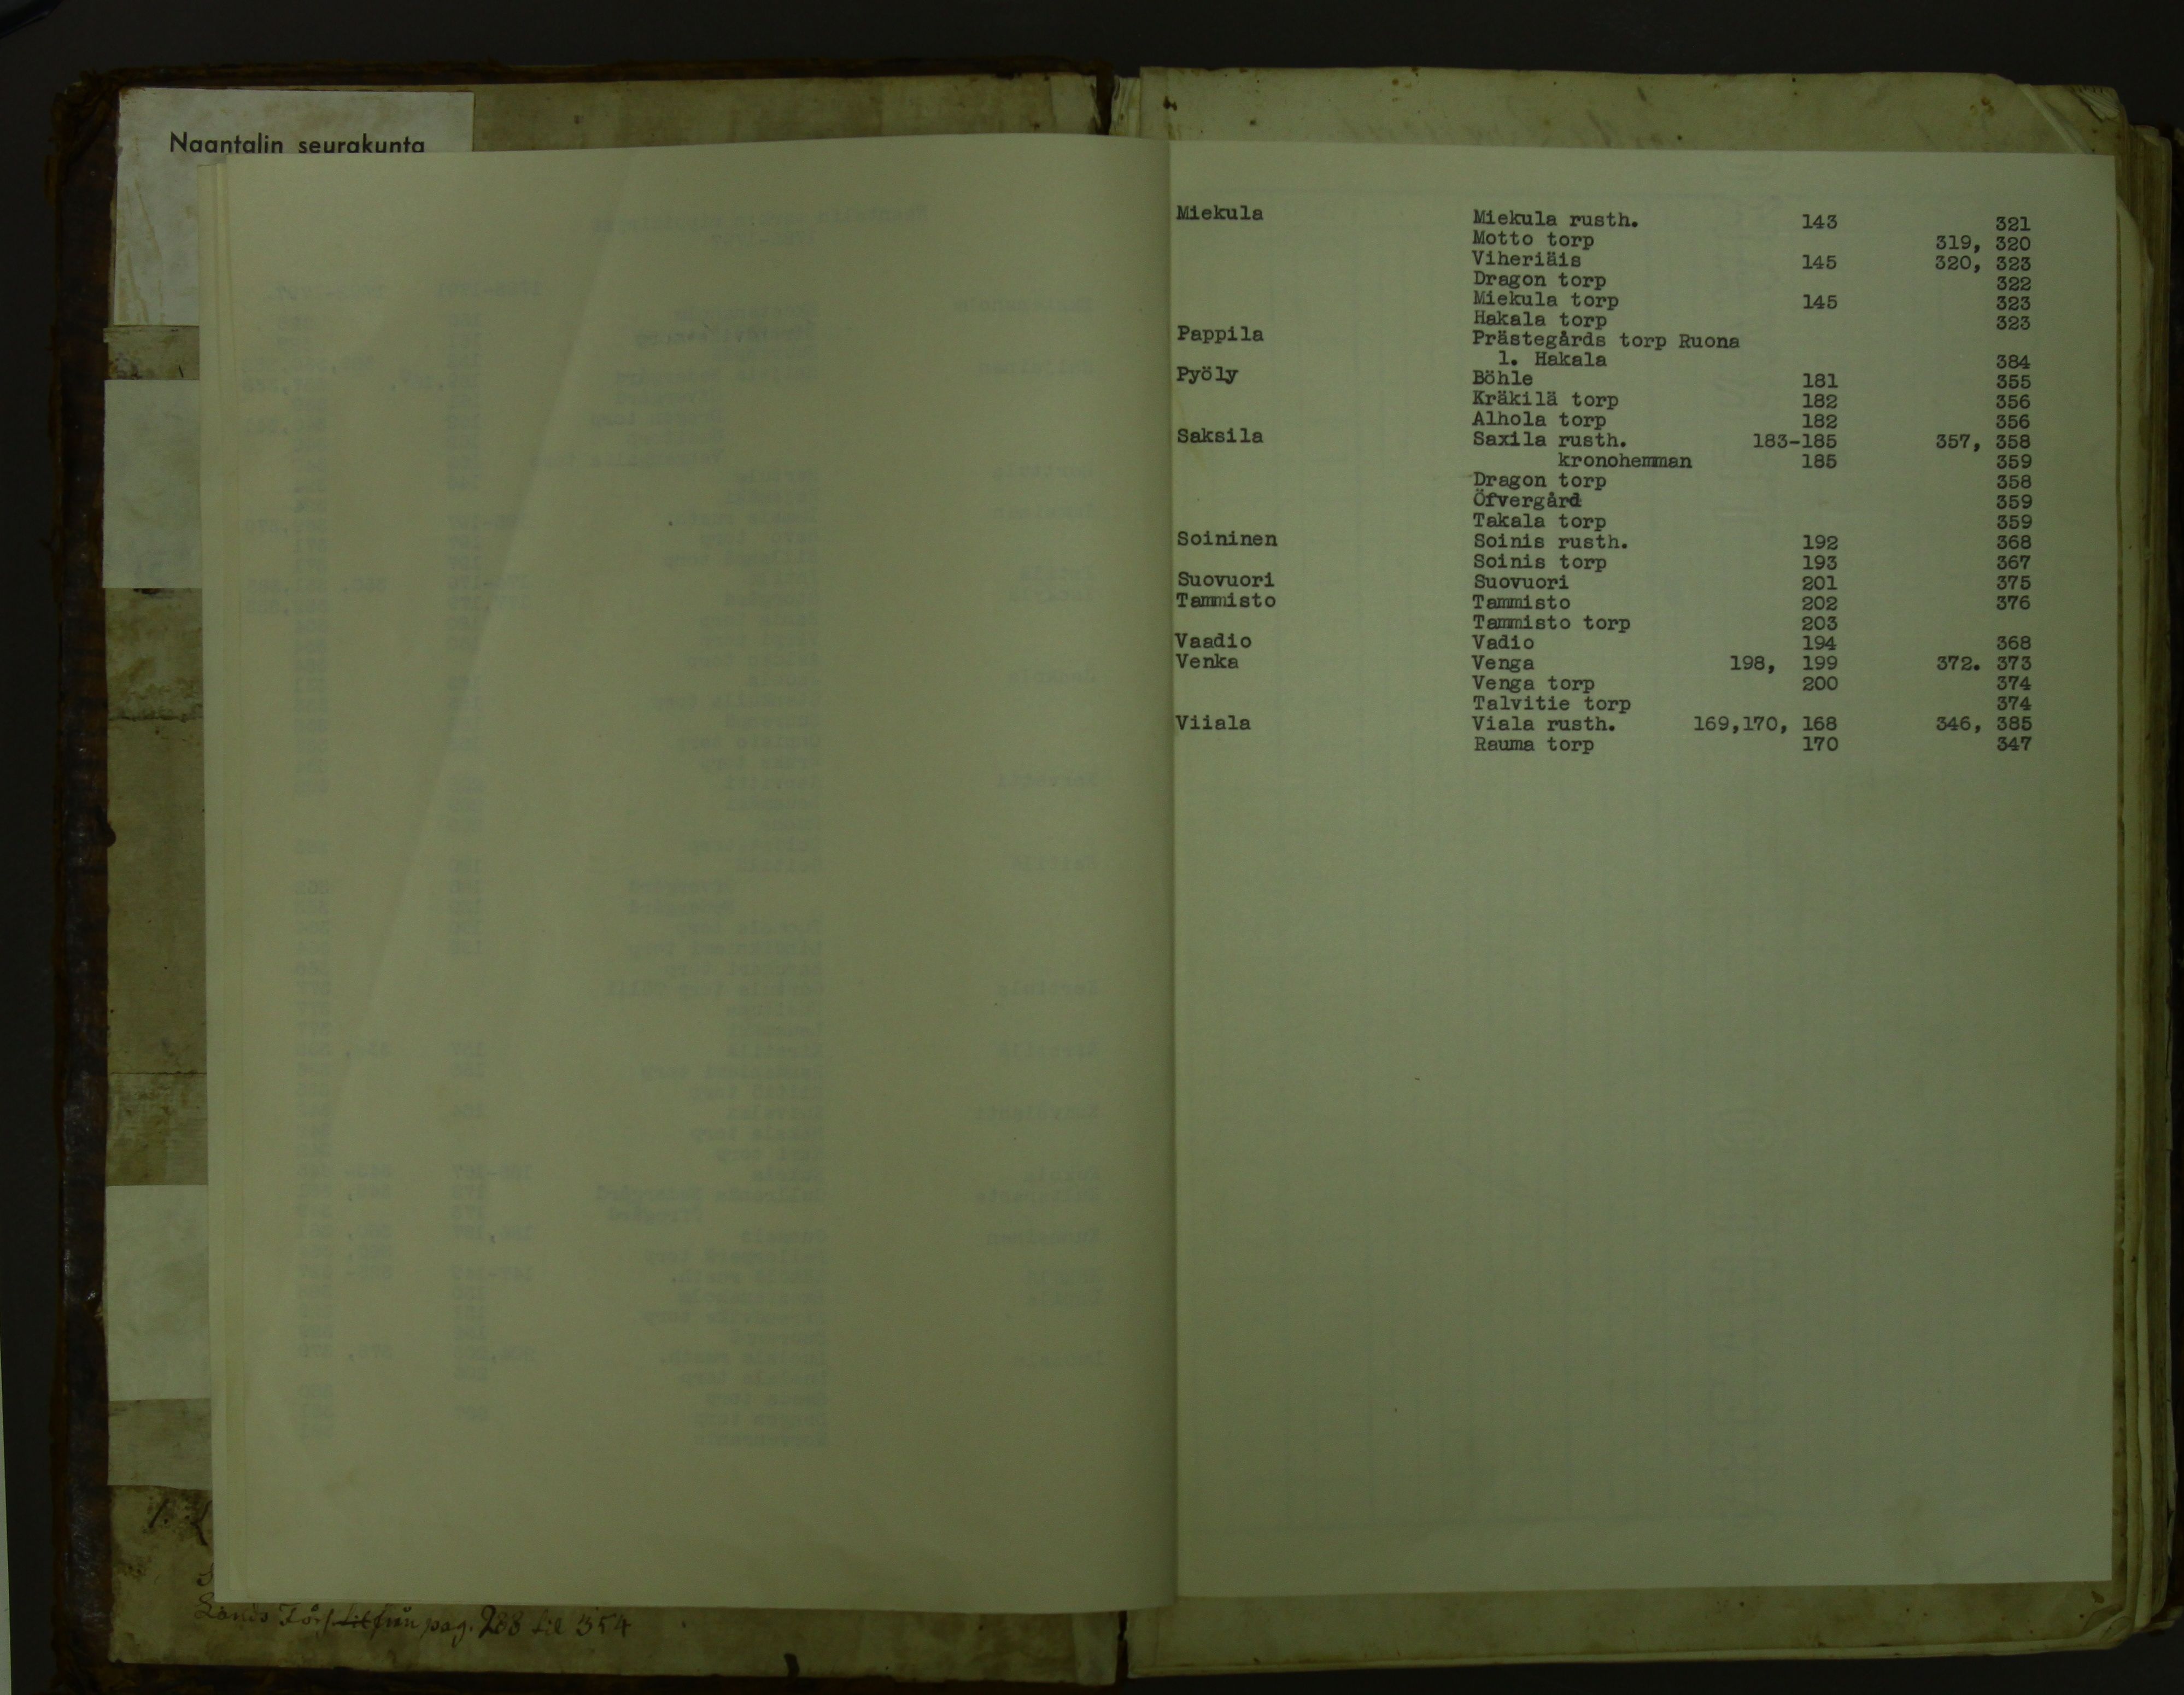 Naantalin seurakunta
Miekula Miekula rusth. 143 321
Motto torp 319, 320
Viheriäis 145 320, 323
Dragon torp 322
Miekula torp 145 323
Hakala torp 323
Pappila Prästegårds torp Ruona
l. Hakala 384
Pyöly Böhle 181 355
Kräkilä torp 182 356
Alhola torp 182 356
Saksila Saxila rusth. 183-185 357, 358
kronohemman 185 359
Dragon torp 358
Öfvergård 359
Takala torp 359
Soininen Soinis rusth. 192 368
Soinis torp 193 367
Suovuori Suovuori 201 375
Tammisto Tammisto 202 376
Tammisto torp 203
Vaadio Vadio 194 368
Venka Venga 198, 199 372. 373
Venga torp 200 374
Talvitie torp 374
Viiala Viala rusth. 169,170, 168 346, 385
Rauma torp 170 347
pag. 288 til 354